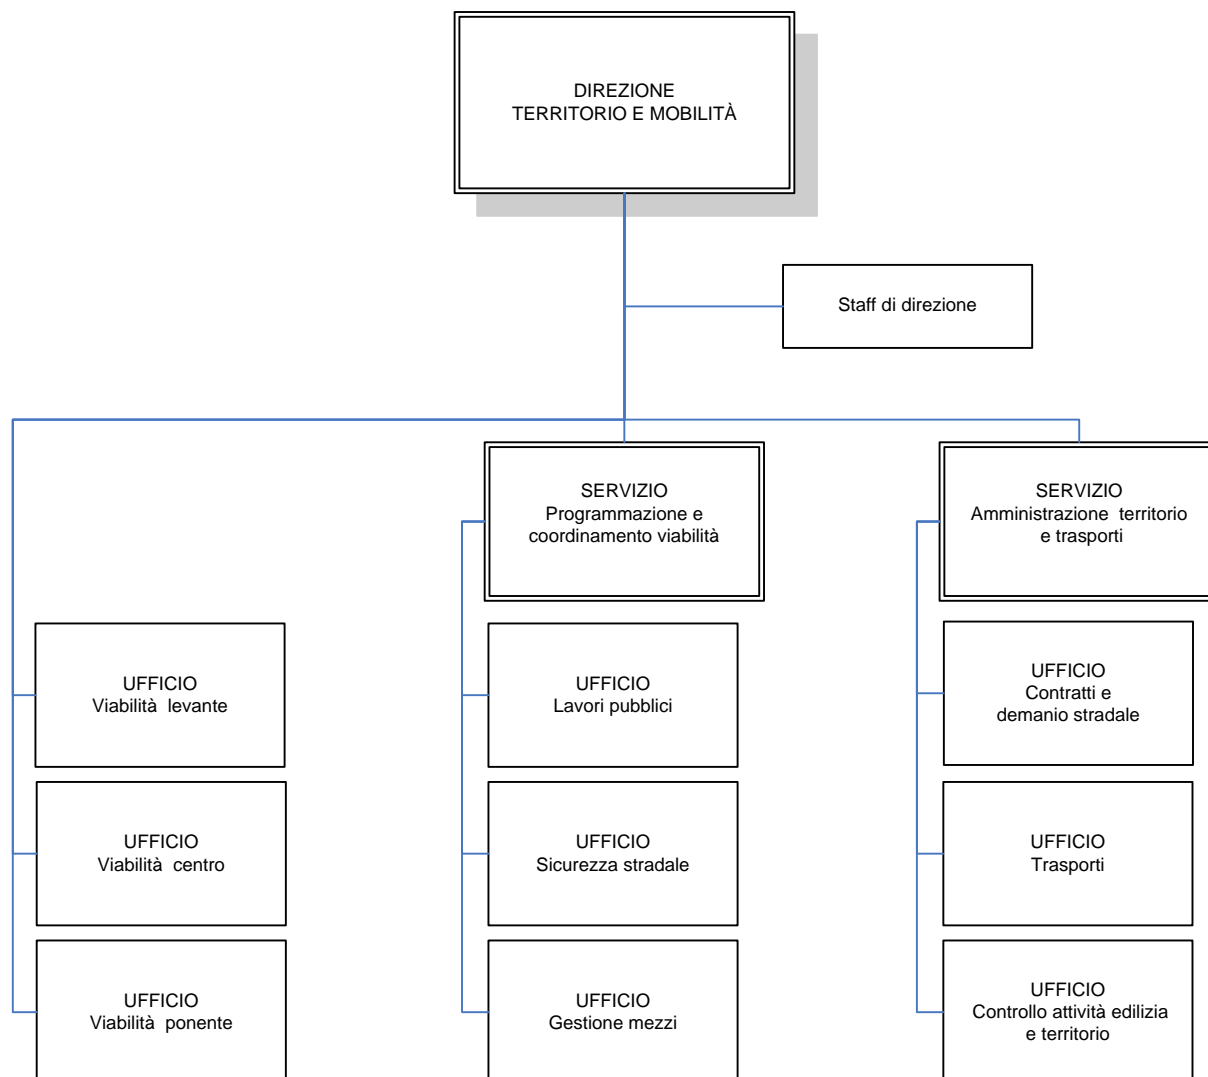 DIREZIONE
TERRITORIO E MOBILITÀ
Staff di direzione
SERVIZIO
Programmazione e
coordinamento viabilità
SERVIZIO
Amministrazione territorio
e trasporti
UFFICIO
Viabilità levante
UFFICIO
Lavori pubblici
UFFICIO
Contratti e
demanio stradale
UFFICIO
Viabilità centro
UFFICIO
Sicurezza stradale
UFFICIO
Trasporti
UFFICIO
Viabilità ponente
UFFICIO
Gestione mezzi
UFFICIO
Controllo attività edilizia
e territorio